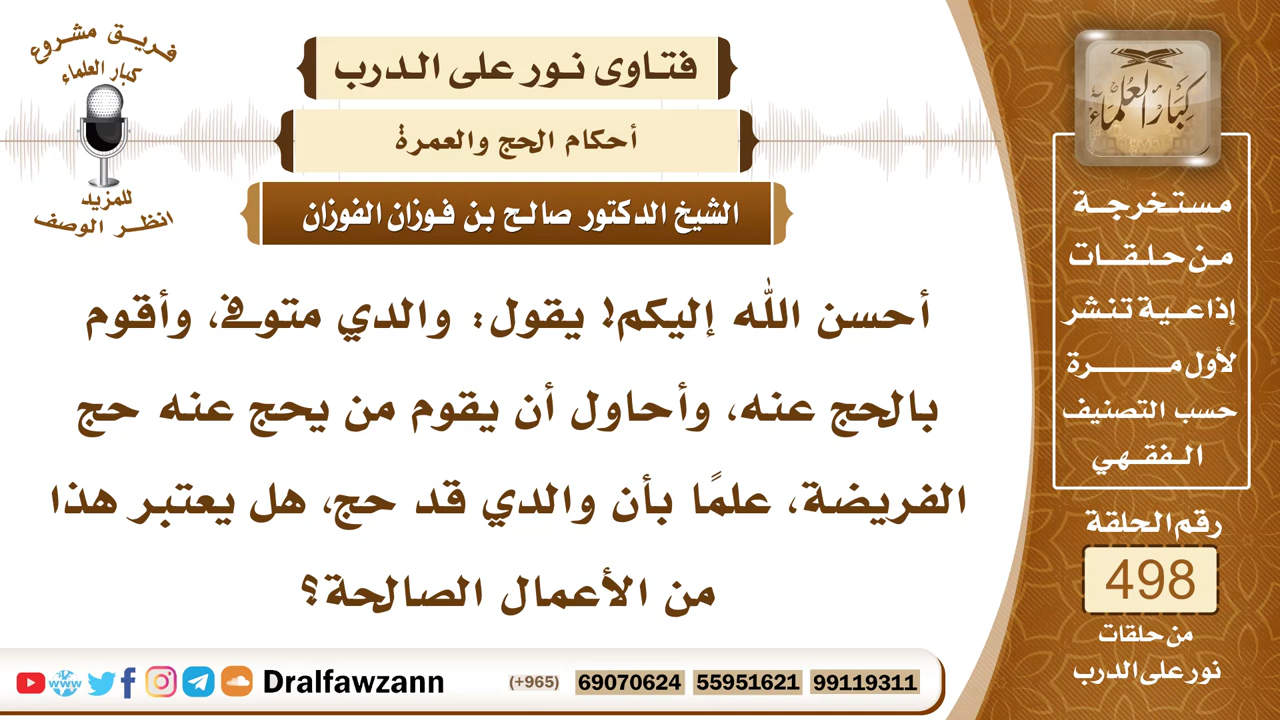 فريق مشروع
كبار العلماء
للمزيد
انظر الوصف
فتاوى نور على الدرب
أحكام الحج والعمرة
الشيخ الدكتور صالح بن فوزان الفوزان
أحسن الله إليكم! يقول: والدي متوفى، وأقوم
بالحج عنه، وأحاول أن يقوم من يحج عنه حج
الفريضة، علمًا بأن والدي قد حج، هل يعتبر هذا
من الأعمال الصالحة؟
كبار العلماء
مستخرجة
من حلقات
إذاعية تنشر
لأول مرة
حسب التصنيف
الفقهي
رقم الحلقة
498
من حلقات
نور على الدرب
www
Dralfawzann
(+965) 69070624 55951621 99119311